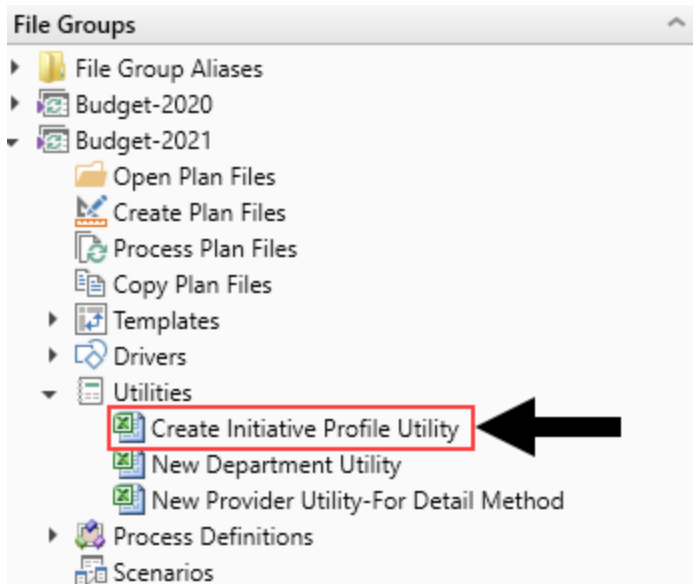 File Groups
File Group Aliases
Budget-2020
Budget-2021
Open Plan Files
Create Plan Files
Process Plan Files
Copy Plan Files
Templates
Drivers
Utilities
Create Initiative Profile Utility
New Department Utility
New Provider Utility-For Detail Method
Process Definitions
Scenarios